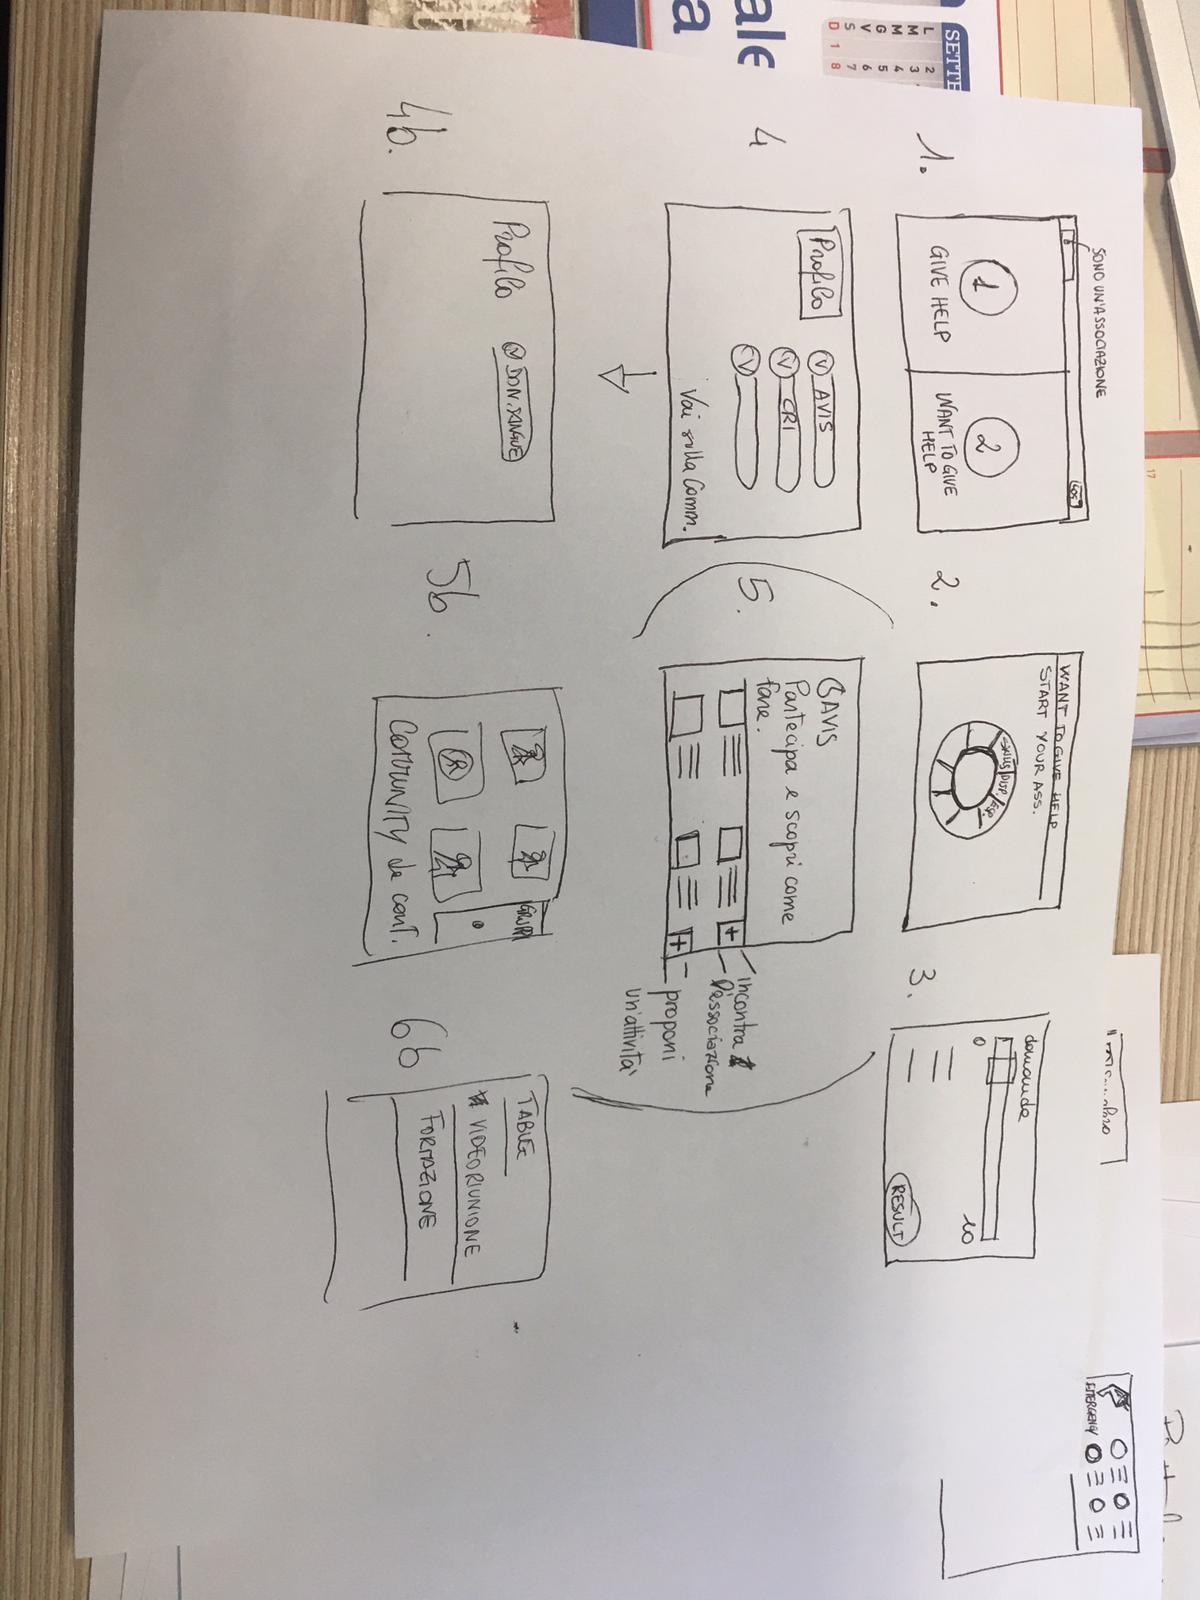 17
SONO UN'ASSOCIAZIONE
SOS
1
GIVE HELP
2
WANT TO GIVE
HELP
1.
WANT TO GIVE HELP
START YOUR ASS.
SKILLS DISP. ESP.
2.
domanda
0
10
RESULT
3.
EMERGENCY
SETTE
L 2
M 3
M 4
G 5
V 6
S 7
D 1 8
ale
a
Profilo
V AVIS
V CRI
V
Vai sulla Comm.
4
AVIS
Partecipa e scopri come
fare.
+
+
5.
incontra
l'associazione
proponi
un'attività
Profilo
V DON. SANGUE
4b.
GRUPPI
COMMUNITY de cont.
5b.
TABLE
VIDEORIUNIONE
FORMAZIONE
6b